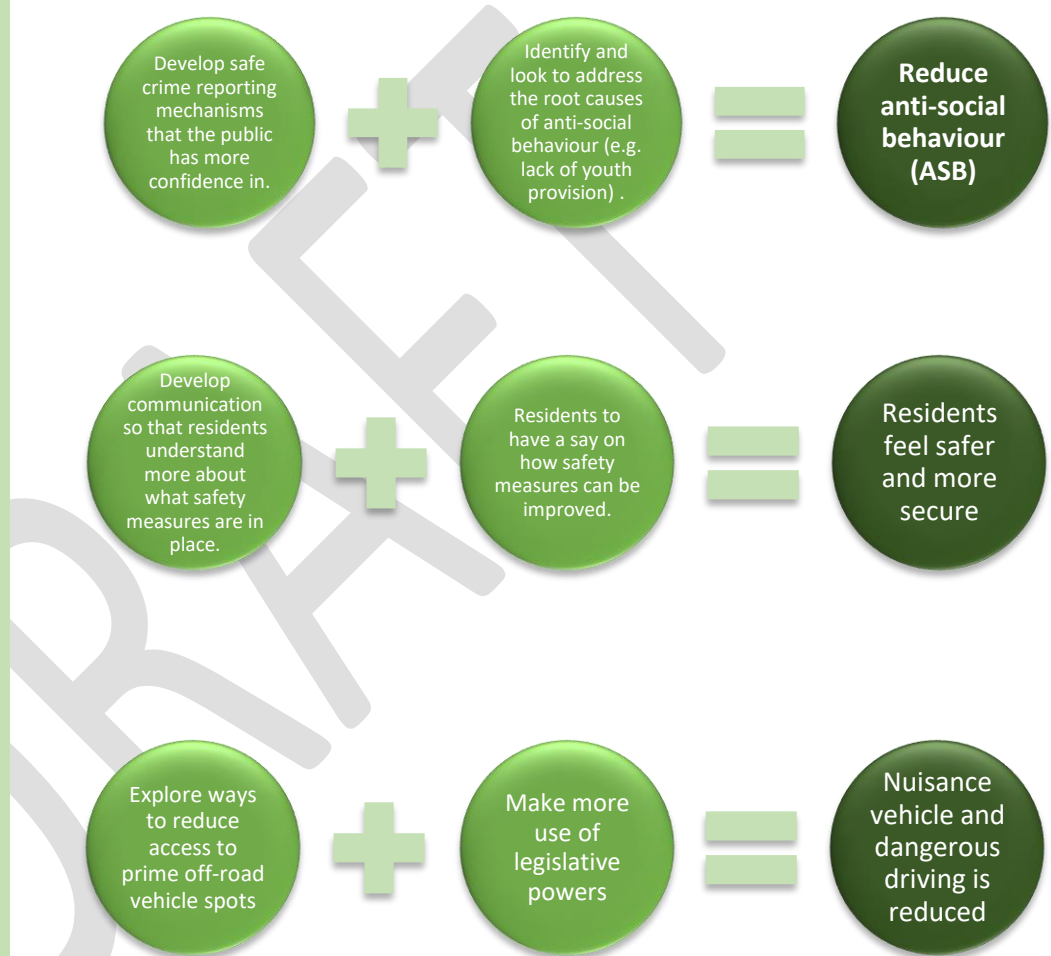 Develop safe
crime reporting
mechanisms
that the public
has more
confidence in.
Identify and
look to address
the root causes
of anti-social
behaviour (e.g.
lack of youth
provision) .
Reduce
anti-social
behaviour
(ASB)
Develop
communication
so that residents
understand
more about
what safety
measures are in
place.
Residents to
have a say on
how safety
measures can be
improved.
Residents
feel safer
and more
secure
Explore ways
to reduce
access to
prime off-road
vehicle spots
Make more
use of
legislative
powers
Nuisance
vehicle and
dangerous
driving is
reduced
DRAFT